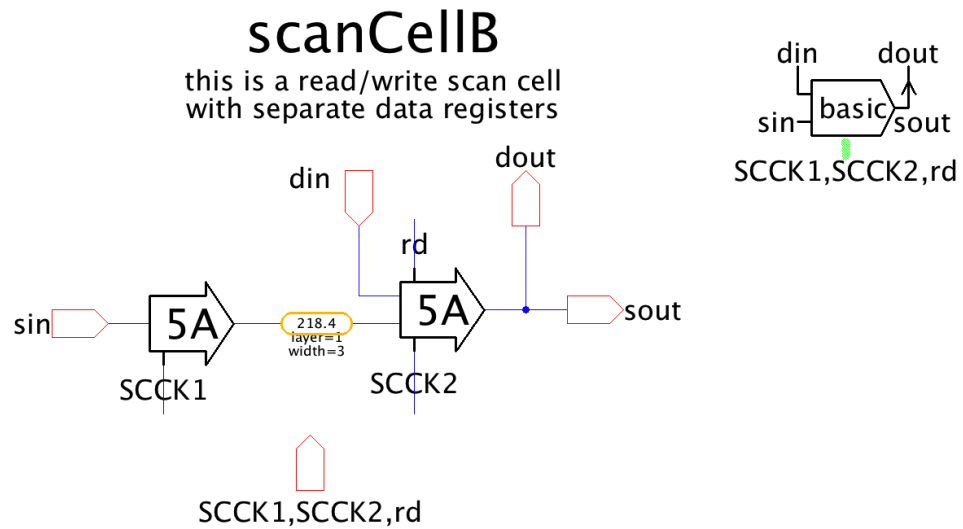 scanCellB
this is a read/write scan cell
with separate data registers
din
dout
basic
sin
sout
SCCK1,SCCK2,rd
din
dout
rd
sin
5A
218.4
layer=1
width=3
5A
sout
SCCK1
SCCK2
SCCK1,SCCK2,rd